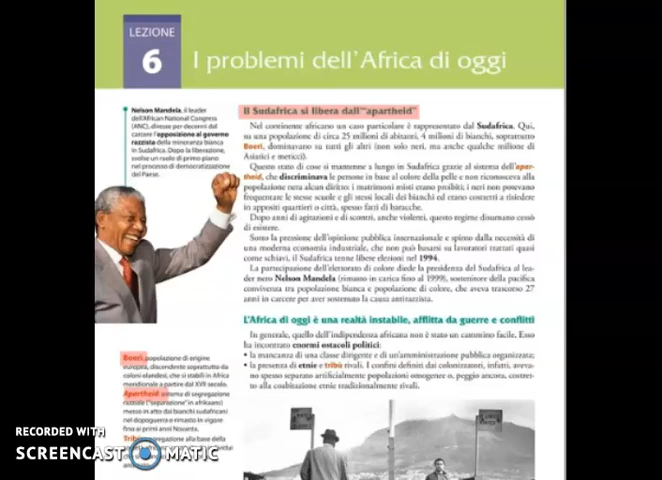 LEZIONE
6
I problemi dell'Africa di oggi
Nelson Mandela, il leader
dell'African National Congress
(ANC), diresse per decenni dal
carcere l'opposizione al governo
razzista della minoranza bianca
in Sudafrica. Dopo la liberazione,
svolse un ruolo di primo piano
nel processo di democratizzazione
del Paese.
Il Sudafrica si libera dall'"apartheid"
Nel continente africano un caso particolare è rappresentato dal Sudafrica. Qui,
su una popolazione di circa 25 milioni di abitanti, 4 milioni di bianchi, soprattutto
Boeri, dominavano su tutti gli altri (non solo neri, ma anche qualche milione di
Asiatici e meticci).
Questo stato di cose si mantenne a lungo in Sudafrica grazie al sistema dell'apar-
theid, che discriminava le persone in base al colore della pelle e non riconosceva alla
popolazione nera alcun diritto: i matrimoni misti erano proibiti; i neri non potevano
frequentare le stesse scuole e gli stessi locali dei bianchi ed erano costretti a risiedere
in appositi quartieri o città, spesso fatti di baracche.
Dopo anni di agitazioni e di scontri, anche violenti, questo regime disumano cessò
di esistere.
Sotto la pressione dell'opinione pubblica internazionale e spinto dalla necessità di
una moderna economia industriale, che non può basarsi su lavoratori trattati quasi
come schiavi, il Sudafrica tenne libere elezioni nel 1994.
La partecipazione dell'elettorato di colore diede la presidenza del Sudafrica al lea-
der nero Nelson Mandela (rimasto in carica fino al 1999), sostenitore della pacifica
convivenza tra popolazione bianca e popolazione di colore, che aveva trascorso 27
anni in carcere per aver sostenuto la causa antirazzista.
L'Africa di oggi è una realtà instabile, afflitta da guerre e conflitti
In generale, quello dell'indipendenza africana non è stato un cammino facile. Esso
ha incontrato enormi ostacoli politici:
• la mancanza di una classe dirigente e di un'amministrazione pubblica organizzata;
• la presenza di etnie e tribù rivali. I confini definiti dai colonizzatori, infatti, aveva-
no spesso separato artificialmente popolazioni omogenee o, peggio ancora, costret-
to alla coabitazione etnie tradizionalmente rivali.
Boeri popolazione di origine
europea, discendente soprattutto da
coloni olandesi, che si stabilì in Africa
meridionale a partire dal XVII secolo.
Apartheid sistema di segregazione
razziale ("separazione" in afrikaans)
messo in atto dai bianchi sudafricani
nel dopoguerra e rimasto in vigore
fino ai primi anni Novanta.
Tribù aggregazione alla base della
RECORDED WITH
SCREENCAST MATIC